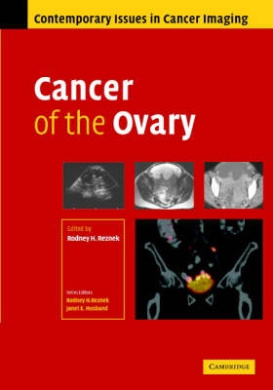 Contemporary Issues in Cancer Imaging
Cancer
of the Ovary
Edited by
Rodney H. Reznek
Series Editors
Rodney H. Reznek
Janet E. Husband
CAMBRIDGE